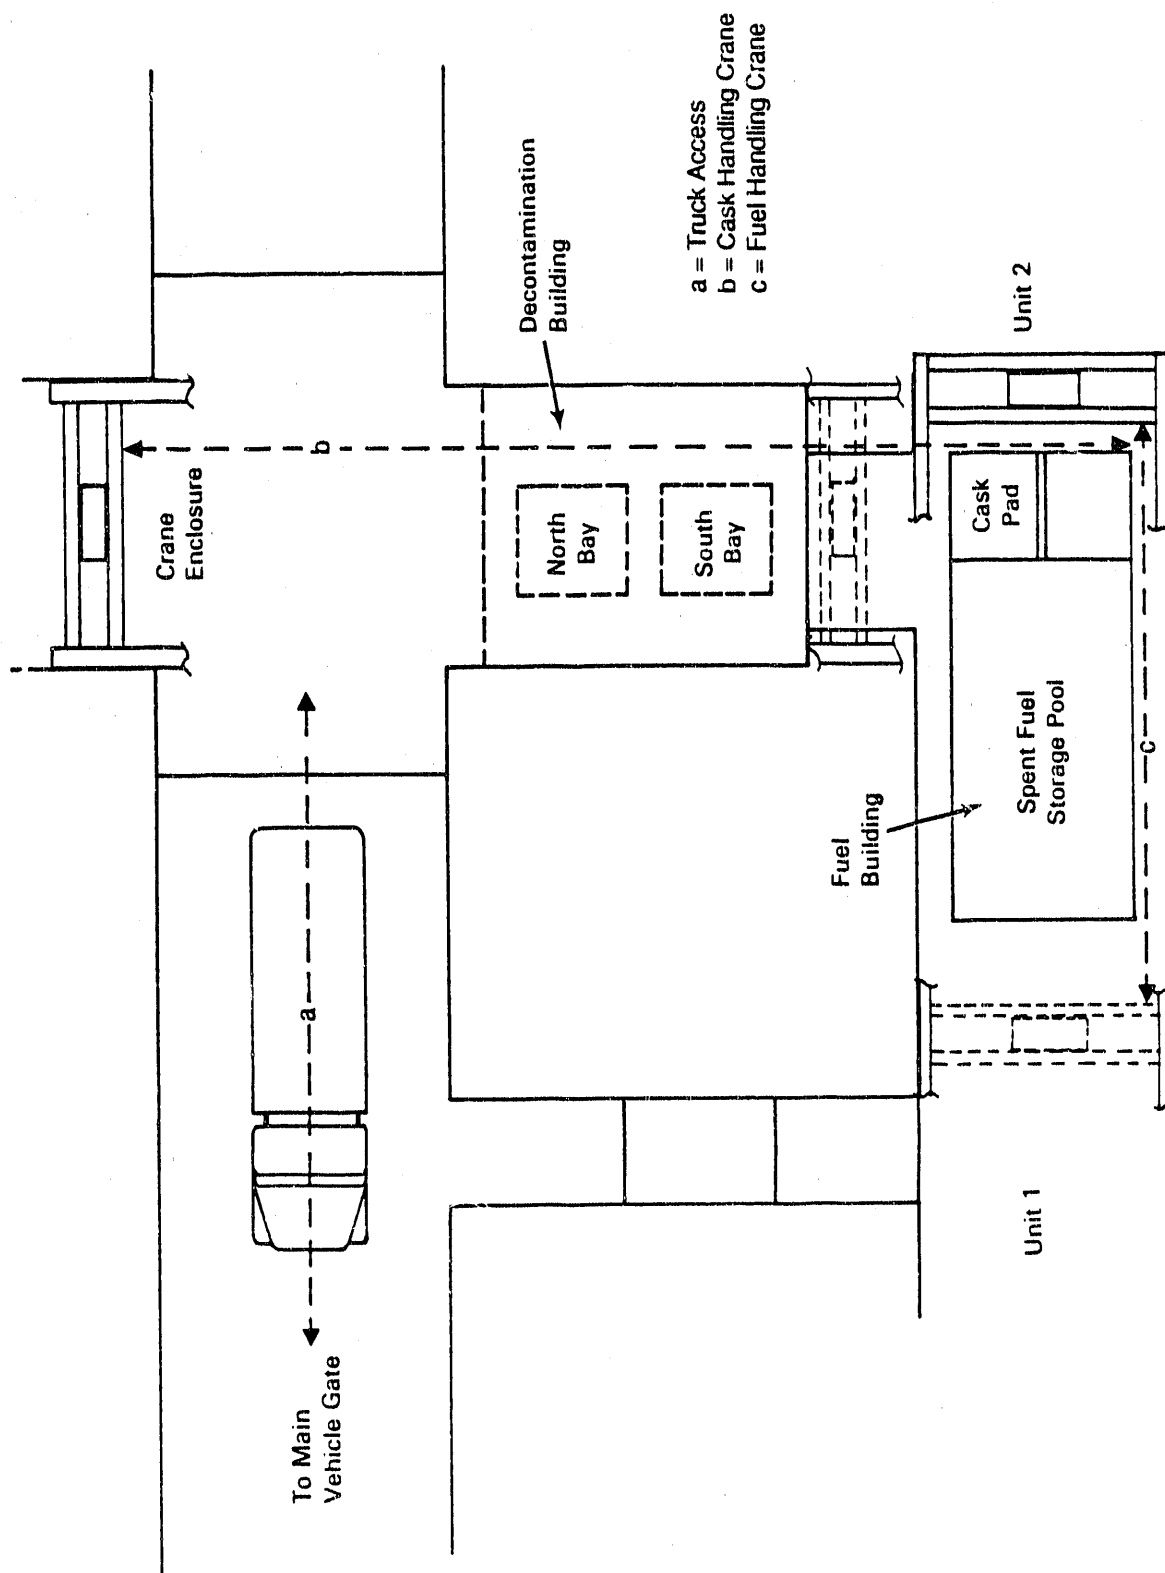 To Main
Vehicle Gate
a
Crane
Enclosure
b
North
Bay
South
Bay
Decontamination
Building
a = Truck Access
b = Cask Handling Crane
c = Fuel Handling Crane
Fuel
Building
Unit 1
Spent Fuel
Storage Pool
Cask
Pad
c
Unit 2